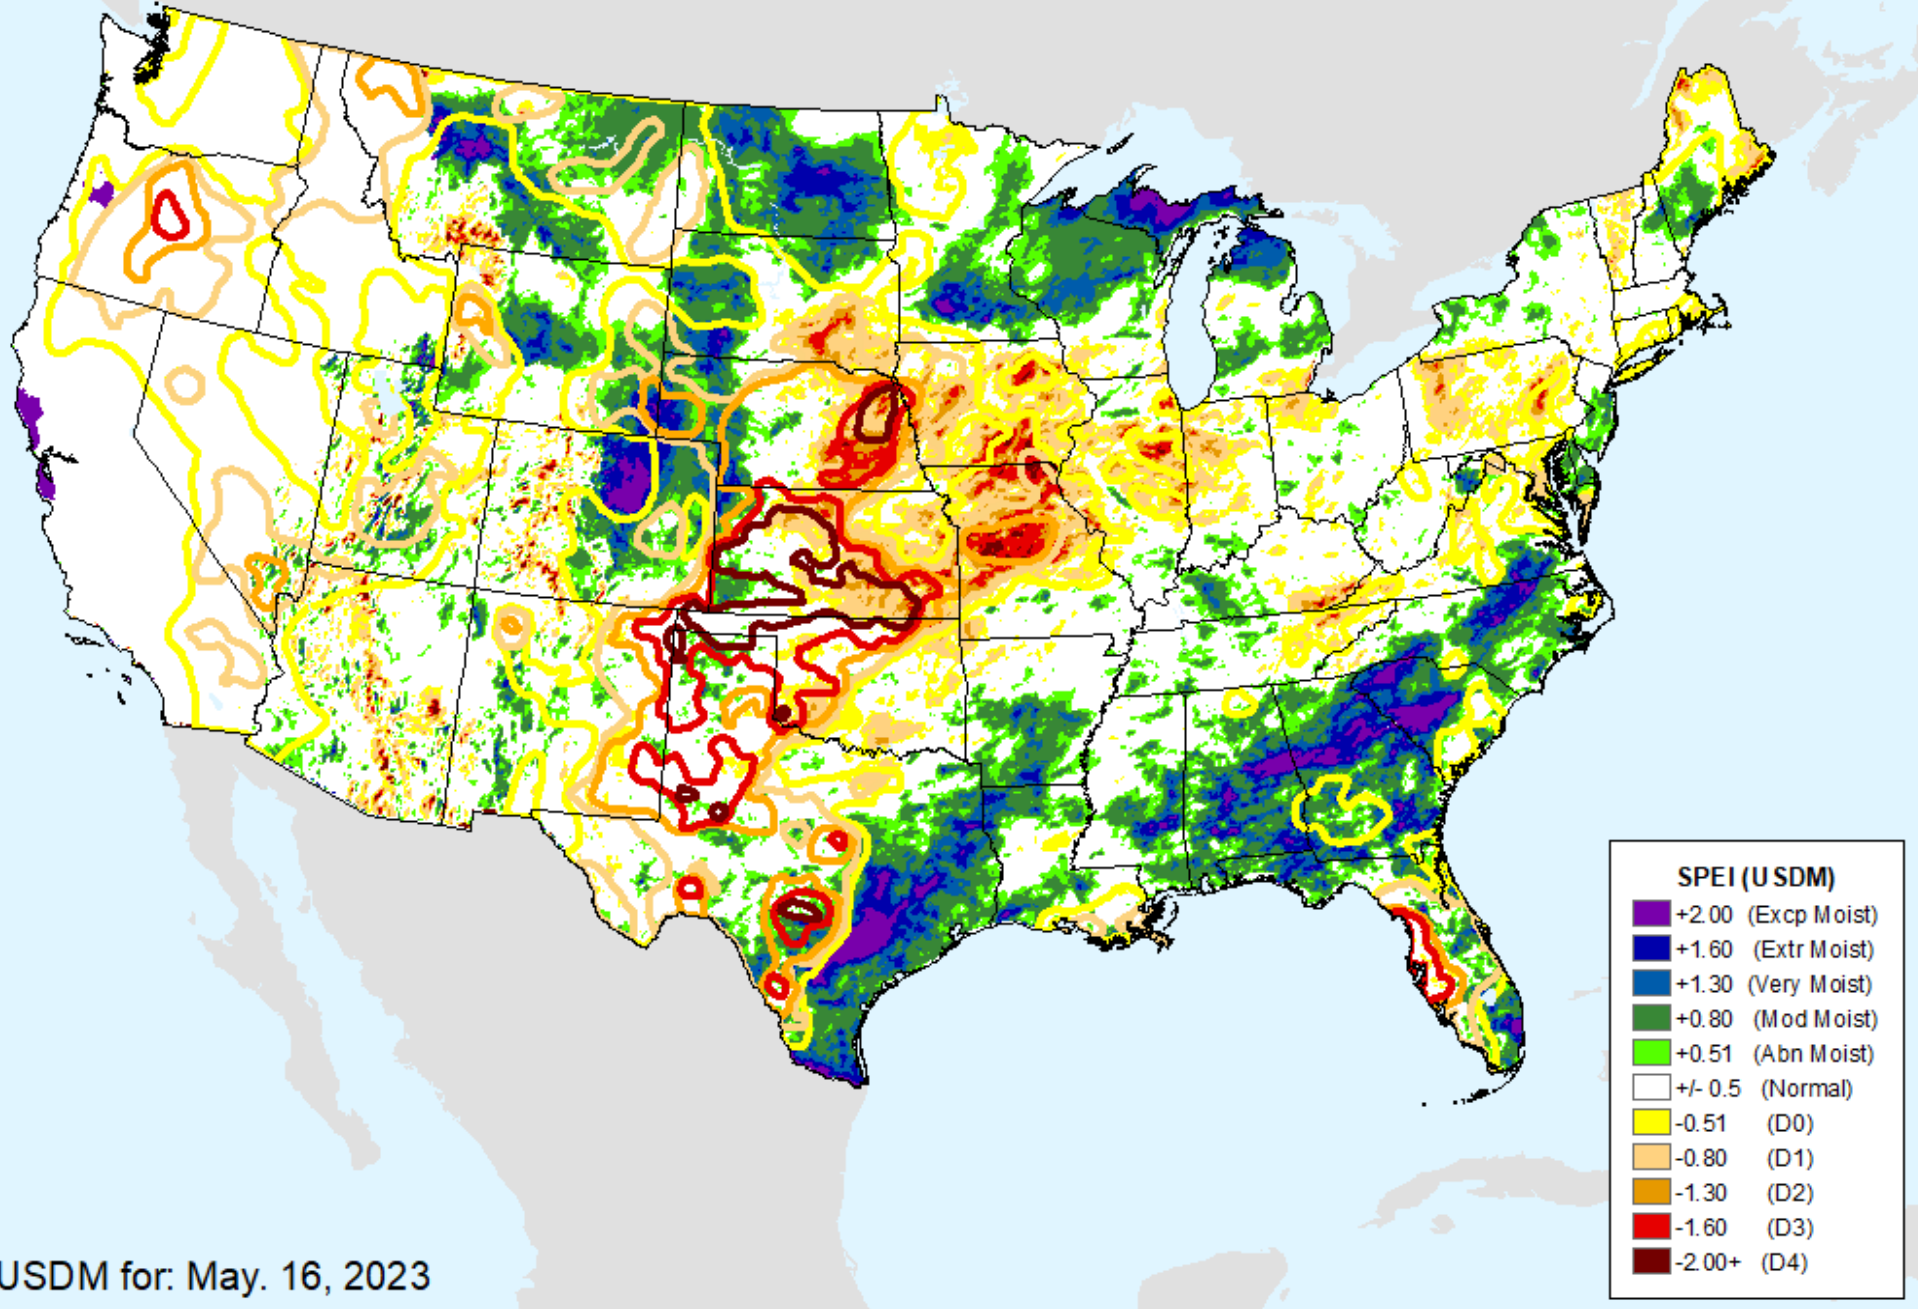 SPEI (USDM)
+2.00 (Excp Moist)
+1.60 (Extr Moist)
+1.30 (Very Moist)
+0.80 (Mod Moist)
+0.51 (Abn Moist)
+/- 0.5 (Normal)
-0.51 (D0)
-0.80 (D1)
-1.30 (D2)
-1.60 (D3)
-2.00+ (D4)
USDM for: May. 16, 2023